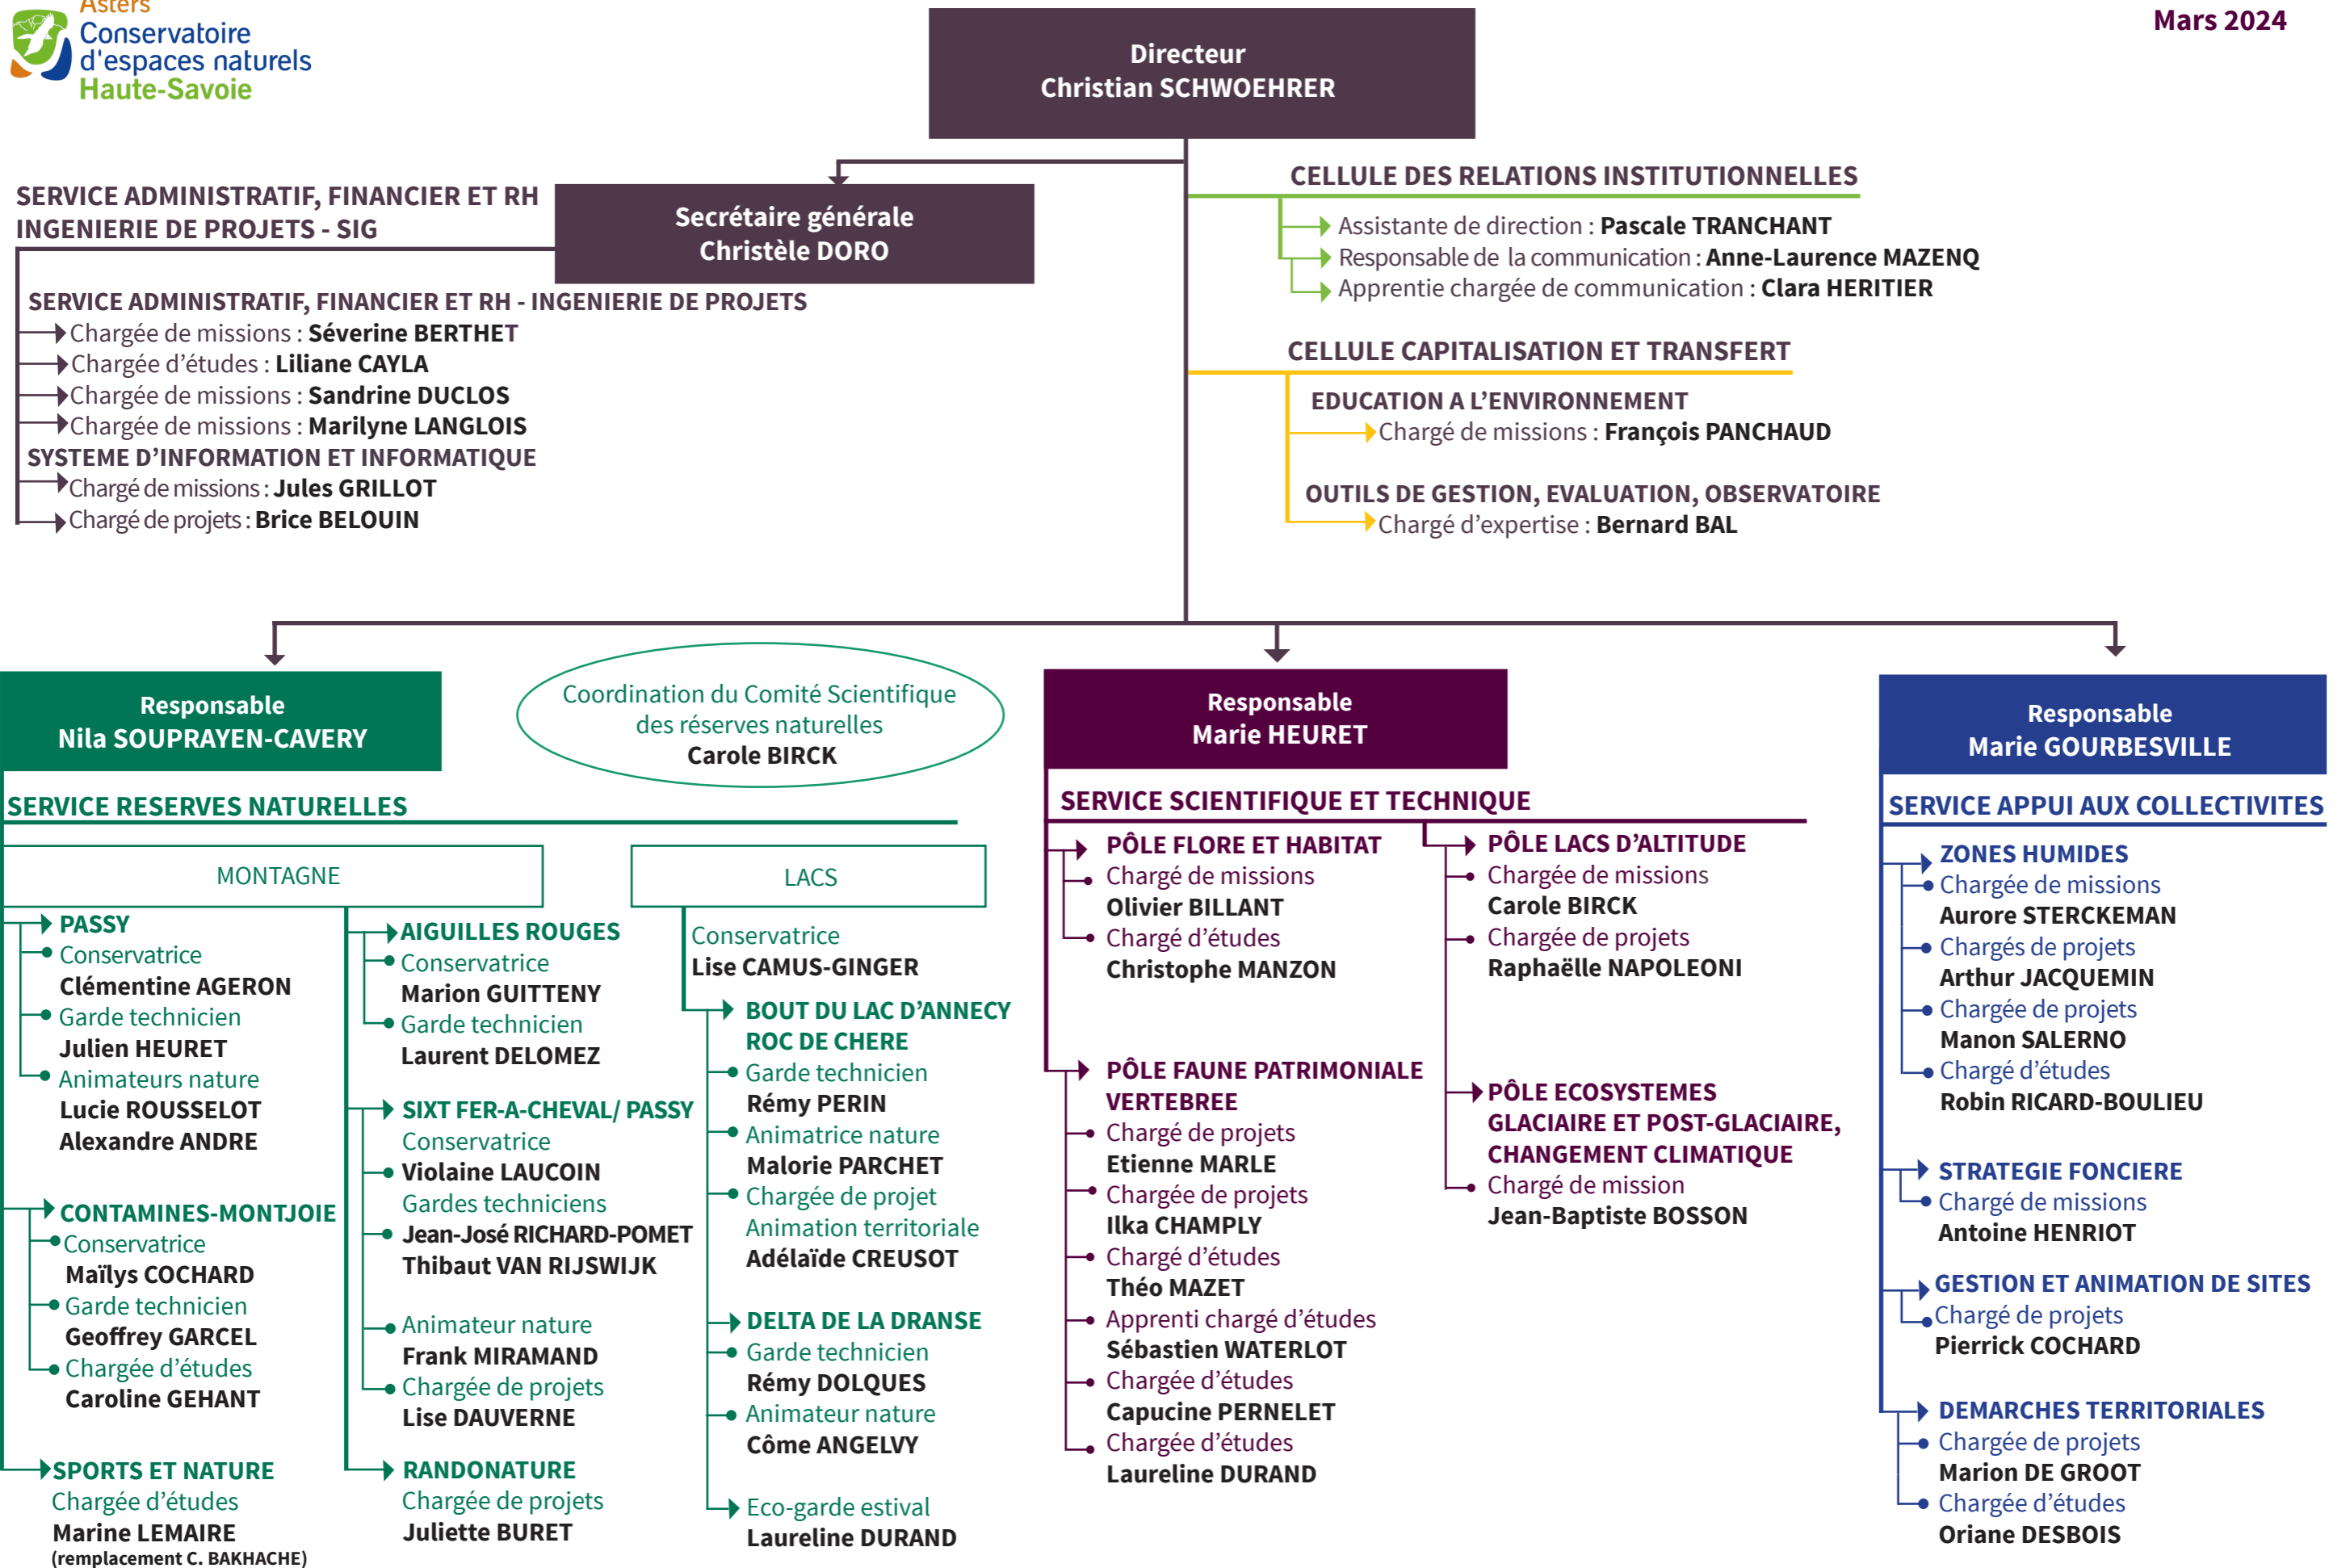 Asters
Conservatoire
d'espaces naturels
Haute-Savoie
Mars 2024
Directeur
Christian SCHWOEHRER
SERVICE ADMINISTRATIF, FINANCIER ET RH
INGENIERIE DE PROJETS - SIG
Secrétaire générale
Christèle DORO
SERVICE ADMINISTRATIF, FINANCIER ET RH - INGENIERIE DE PROJETS
Chargée de missions : Séverine BERTHET
Chargée d'études : Liliane CAYLA
Chargée de missions : Sandrine DUCLOS
Chargée de missions : Marilyne LANGLOIS
SYSTEME D'INFORMATION ET INFORMATIQUE
Chargé de missions : Jules GRILLOT
Chargé de projets : Brice BELOUIN
CELLULE DES RELATIONS INSTITUTIONNELLES
Assistante de direction : Pascale TRANCHANT
Responsable de la communication : Anne-Laurence MAZENQ
Apprentie chargée de communication : Clara HERITIER
CELLULE CAPITALISATION ET TRANSFERT
EDUCATION A L'ENVIRONNEMENT
Chargé de missions : François PANCHAUD
OUTILS DE GESTION, EVALUATION, OBSERVATOIRE
Chargé d'expertise : Bernard BAL
Responsable
Nila SOUPRAYEN-CAVERY
Coordination du Comité Scientifique
des réserves naturelles
Carole BIRCK
SERVICE RESERVES NATURELLES
MONTAGNE
PASSY
Conservatrice
Clémentine AGERON
Garde technicien
Julien HEURET
Animateurs nature
Lucie ROUSSELOT
Alexandre ANDRE
CONTAMINES-MONTJOIE
Conservatrice
Maïlys COCHARD
Garde technicien
Geoffrey GARCEL
Chargée d'études
Caroline GEHANT
SPORTS ET NATURE
Chargée d'études
Marine LEMAIRE
(remplacement C. BAKHACHE)
AIGUILLES ROUGES
Conservatrice
Marion GUITTENY
Garde technicien
Laurent DELOMEZ
SIXT FER-A-CHEVAL/ PASSY
Conservatrice
Violaine LAUCOIN
Gardes techniciens
Jean-José RICHARD-POMET
Thibaut VAN RIJSWIJK
Animateur nature
Frank MIRAMAND
Chargée de projets
Lise DAUVERNE
RANDONATURE
Chargée de projets
Juliette BURET
LACS
Conservatrice
Lise CAMUS-GINGER
BOUT DU LAC D'ANNECY
ROC DE CHERE
Garde technicien
Rémy PERIN
Animatrice nature
Malorie PARCHET
Chargée de projet
Animation territoriale
Adélaïde CREUSOT
DELTA DE LA DRANSE
Garde technicien
Rémy DOLQUES
Animateur nature
Côme ANGELVY
Eco-garde estival
Laureline DURAND
Responsable
Marie HEURET
SERVICE SCIENTIFIQUE ET TECHNIQUE
PÔLE FLORE ET HABITAT
Chargé de missions
Olivier BILLANT
Chargé d'études
Christophe MANZON
PÔLE FAUNE PATRIMONIALE
VERTEBREE
Chargé de projets
Etienne MARLE
Chargée de projets
Ilka CHAMPLY
Chargé d'études
Théo MAZET
Apprenti chargé d'études
Sébastien WATERLOT
Chargée d'études
Capucine PERNELET
Chargée d'études
Laureline DURAND
PÔLE LACS D'ALTITUDE
Chargée de missions
Carole BIRCK
Chargée de projets
Raphaëlle NAPOLEONI
PÔLE ECOSYSTEMES
GLACIAIRE ET POST-GLACIAIRE,
CHANGEMENT CLIMATIQUE
Chargé de mission
Jean-Baptiste BOSSON
Responsable
Marie GOURBESVILLE
SERVICE APPUI AUX COLLECTIVITES
ZONES HUMIDES
Chargée de missions
Aurore STERCKEMAN
Chargés de projets
Arthur JACQUEMIN
Chargée de projets
Manon SALERNO
Chargé d'études
Robin RICARD-BOULIEU
STRATEGIE FONCIERE
Chargé de missions
Antoine HENRIOT
GESTION ET ANIMATION DE SITES
Chargé de projets
Pierrick COCHARD
DEMARCHES TERRITORIALES
Chargée de projets
Marion DE GROOT
Chargée d'études
Oriane DESBOIS